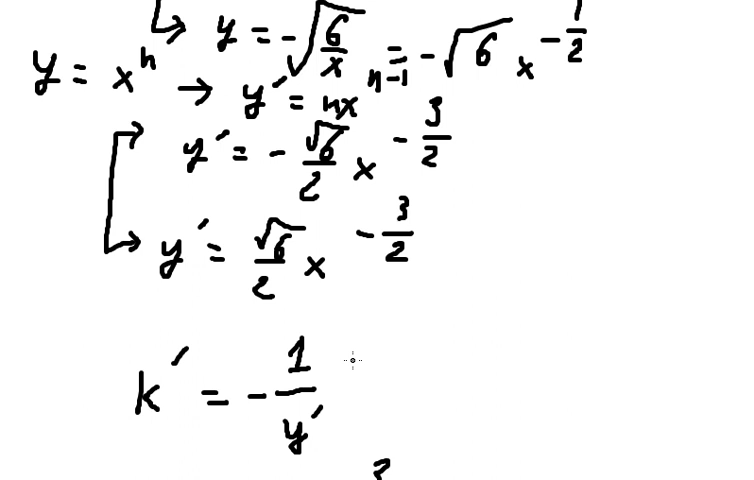 y = -√(6/x) = -√6 x^(-1/2)
y = x^n → y' = nx^(n-1)
y' = - √6/2 x^(-3/2)
y' = √6/2 x^(-3/2)
k' = - 1/y'